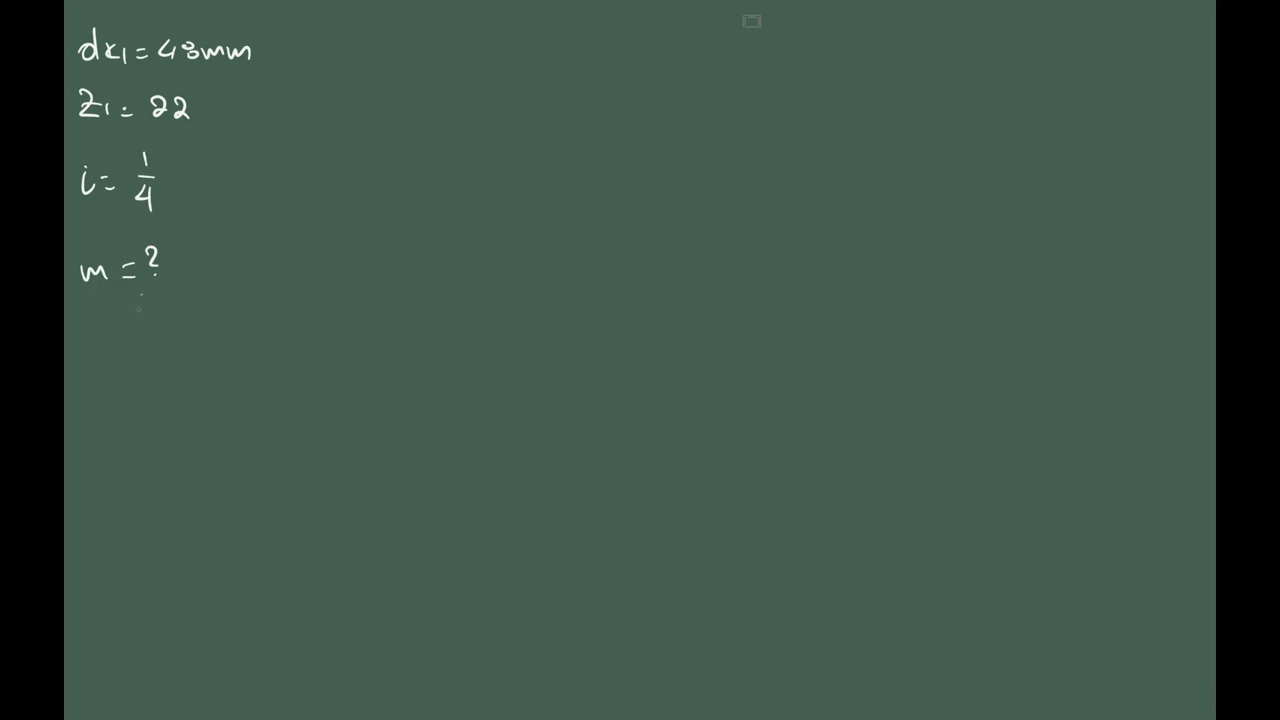 dk1 = 48mm
z1 = 22
i = 1/4
m = ?